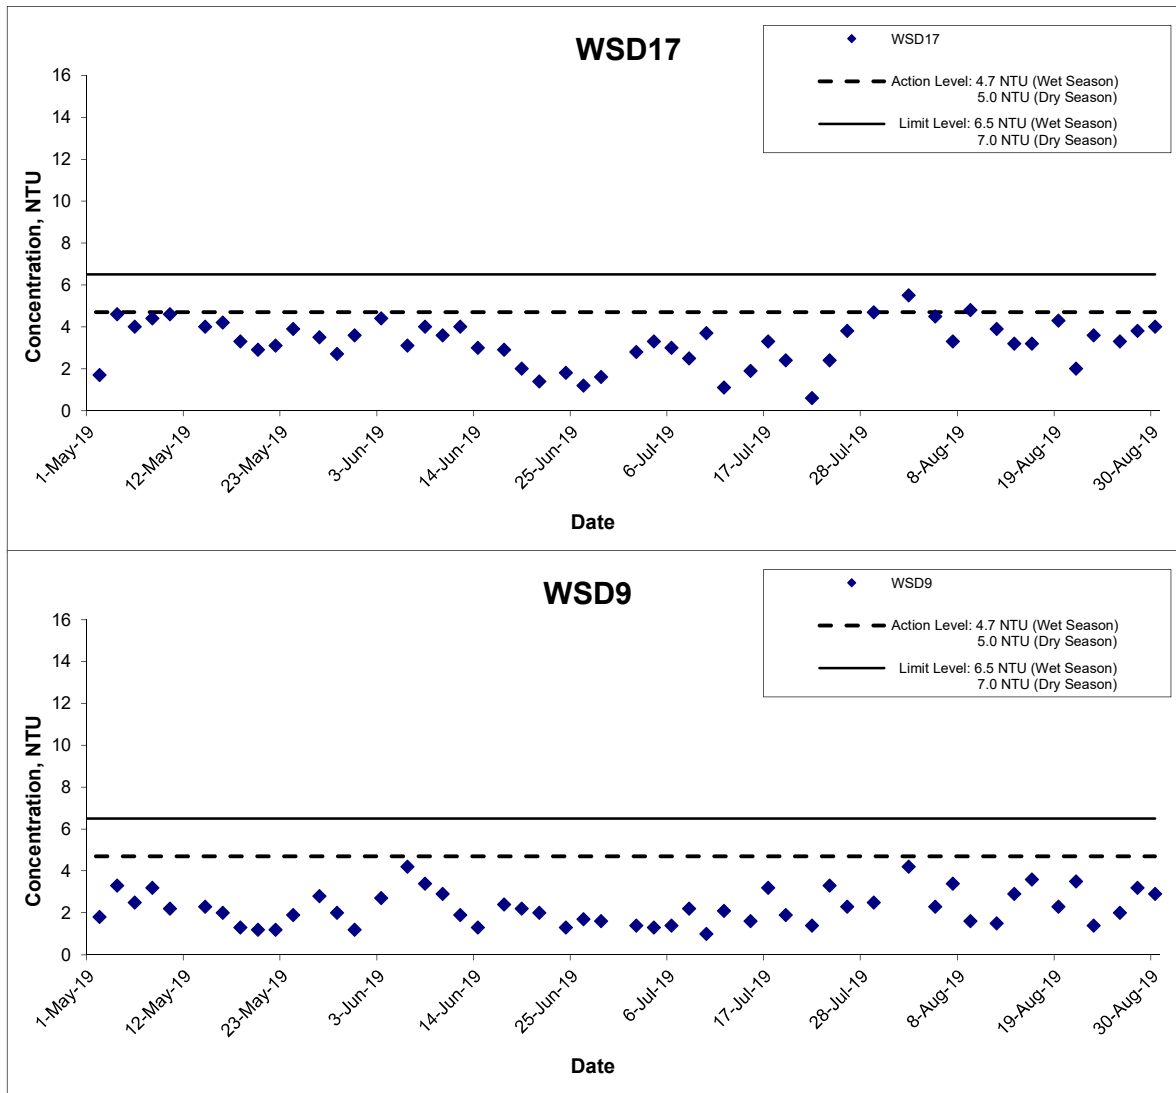 WSD17
WSD17
Action Level: 4.7 NTU (Wet Season)
5.0 NTU (Dry Season)
Limit Level: 6.5 NTU (Wet Season)
7.0 NTU (Dry Season)
Concentration, NTU
16
14
12
10
8
6
4
2
0
1-May-19
12-May-19
23-May-19
3-Jun-19
14-Jun-19
25-Jun-19
6-Jul-19
17-Jul-19
28-Jul-19
8-Aug-19
19-Aug-19
30-Aug-19
Date
WSD9
WSD9
Action Level: 4.7 NTU (Wet Season)
5.0 NTU (Dry Season)
Limit Level: 6.5 NTU (Wet Season)
7.0 NTU (Dry Season)
Concentration, NTU
16
14
12
10
8
6
4
2
0
1-May-19
12-May-19
23-May-19
3-Jun-19
14-Jun-19
25-Jun-19
6-Jul-19
17-Jul-19
28-Jul-19
8-Aug-19
19-Aug-19
30-Aug-19
Date